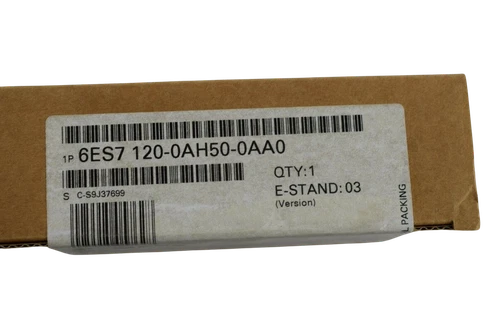 1P 6ES7 120-0AH50-0AA0
S C-S9J37699
QTY:1
E-STAND: 03
(Version)
PACKING